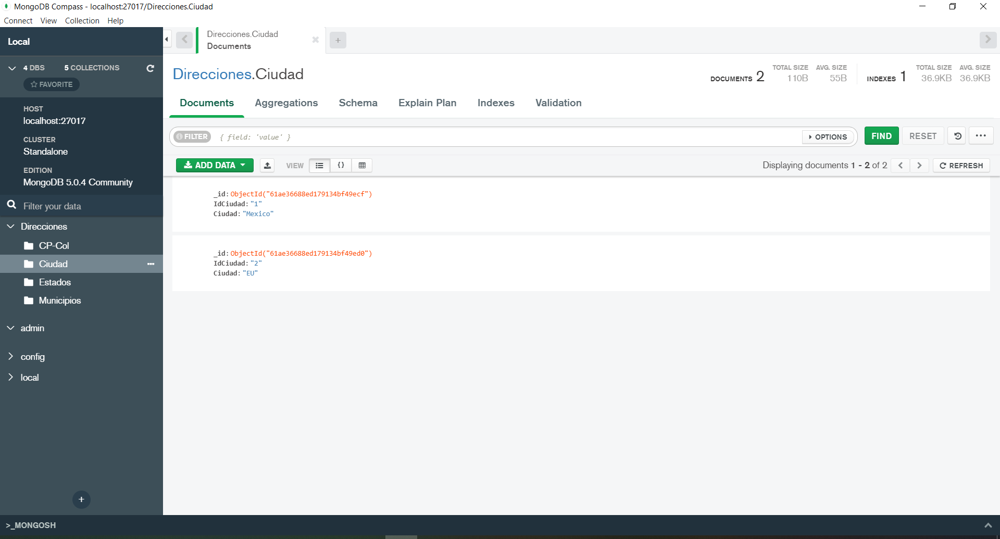 MongoDB Compass - localhost:27017/Direcciones.Ciudad
Connect View Collection Help
Local
4 DBS 5 COLLECTIONS
FAVORITE
HOST
localhost:27017
CLUSTER
Standalone
EDITION
MongoDB 5.0.4 Community
Filter your data
Direcciones
CP-Col
Ciudad
Estados
Municipios
admin
config
local
Direcciones.Ciudad
Documents
Direcciones.Ciudad
DOCUMENTS 2
TOTAL SIZE
110B
AVG. SIZE
55B
INDEXES 1
TOTAL SIZE
36.9KB
AVG. SIZE
36.9KB
Documents Aggregations Schema Explain Plan Indexes Validation
FILTER { field: 'value' } OPTIONS FIND RESET
ADD DATA VIEW {} Displaying documents 1 - 2 of 2 REFRESH
_id: ObjectId("61ae36688ed179134bf49ecf")
IdCiudad: "1"
Ciudad: "Mexico"
_id: ObjectId("61ae36688ed179134bf49ed0")
IdCiudad: "2"
Ciudad: "EU"
>_MONGOSH